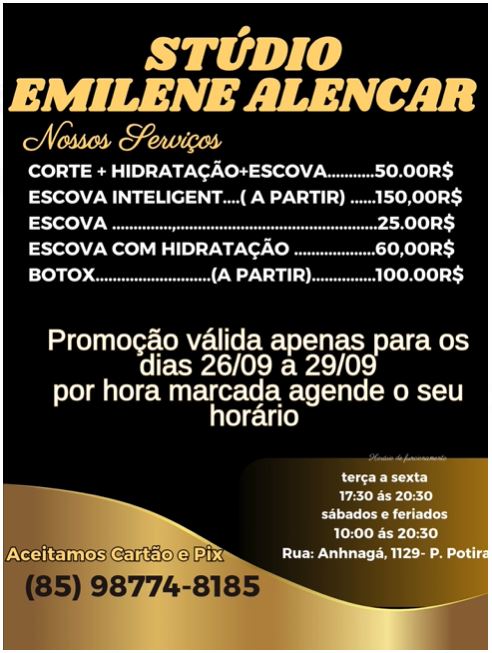 STÚDIO
EMILENE ALENCAR
Nossos Serviços
CORTE + HIDRATAÇÃO+ESCOVA...........50.00R$
ESCOVA INTELIGENT....( A PARTIR) ......150,00R$
ESCOVA .............,.....................................25.00R$
ESCOVA COM HIDRATAÇÃO ....................60,00R$
BOTOX...........................(A PARTIR)...............100.00R$
Promoção válida apenas para os
dias 26/09 a 29/09
por hora marcada agende o seu
horário
Horário de funcionamento
terça a sexta
17:30 ás 20:30
sábados e feriados
10:00 ás 20:30
Rua: Anhnagá, 1129- P. Potira
Aceitamos Cartão e Pix
(85) 98774-8185